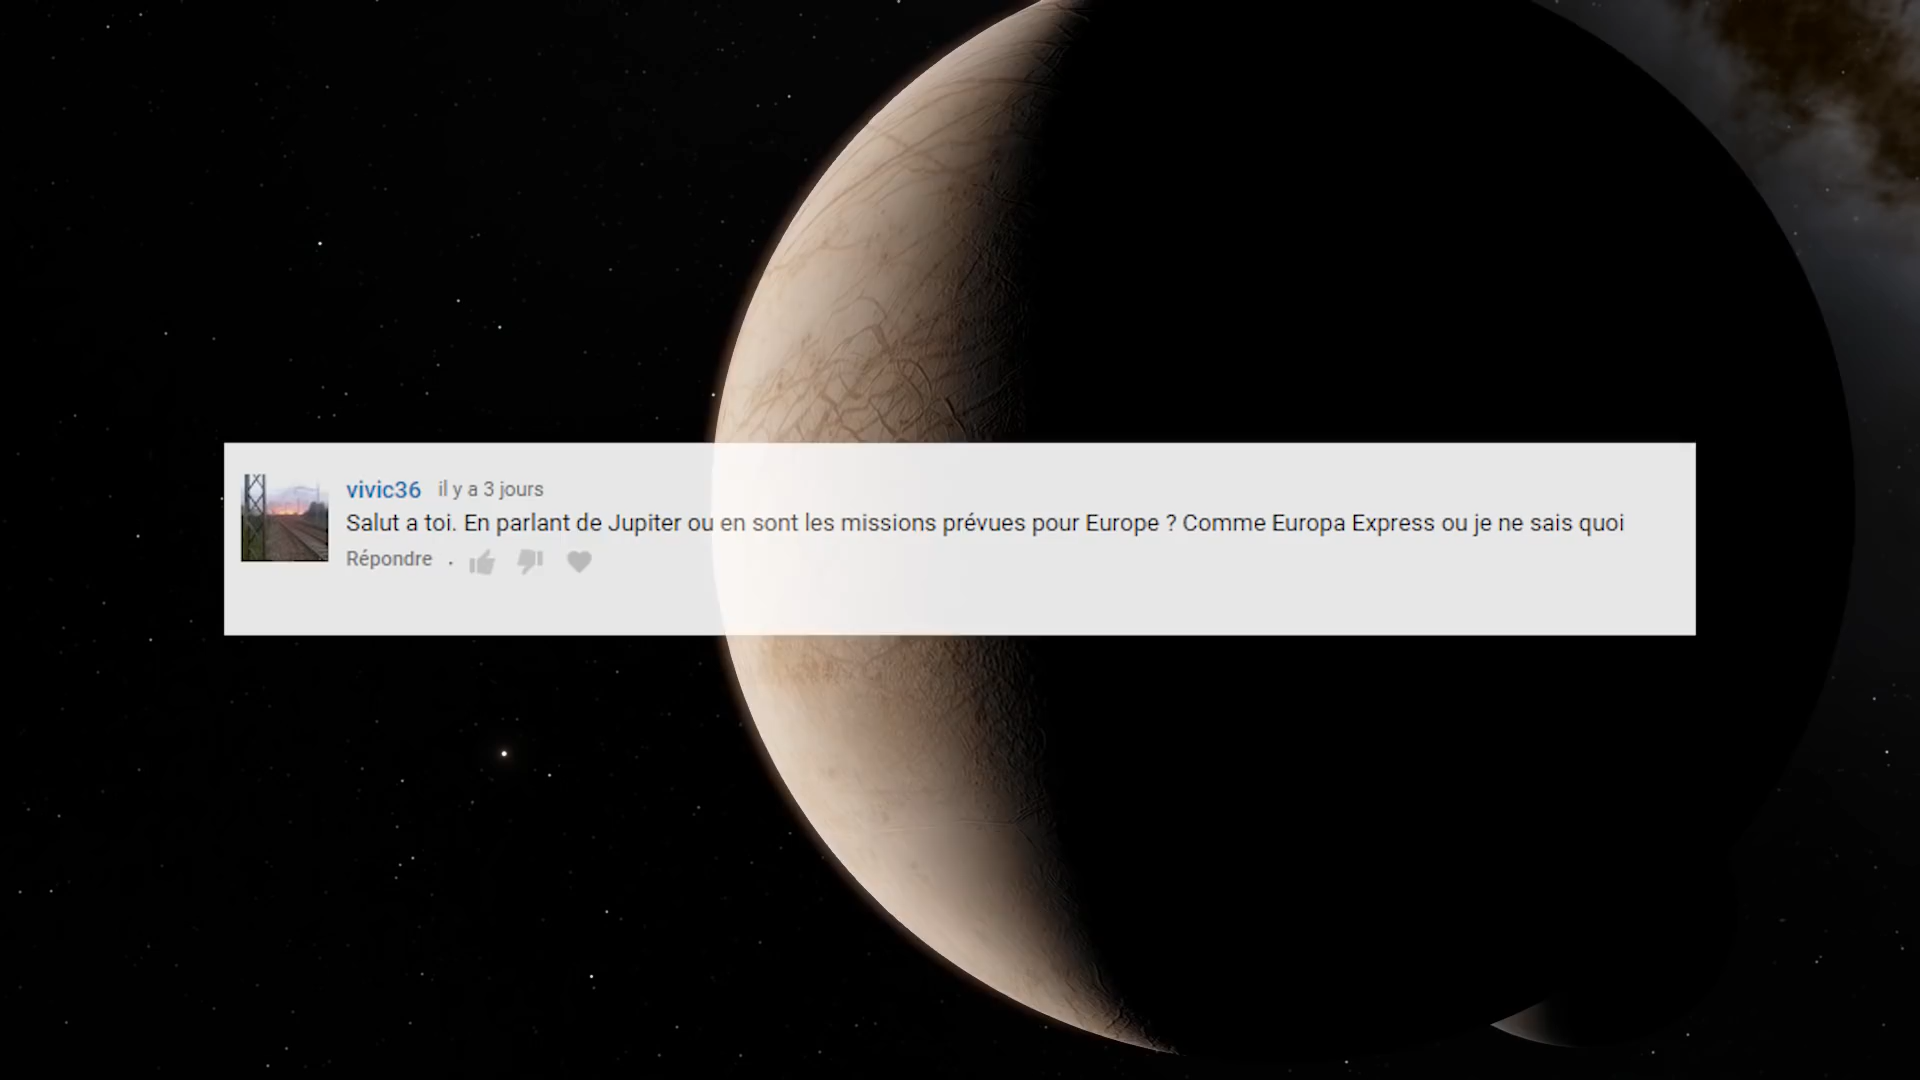 vivic36 il y a 3 jours
Salut a toi. En parlant de Jupiter ou en sont les missions prévues pour Europe ? Comme Europa Express ou je ne sais quoi
Répondre .